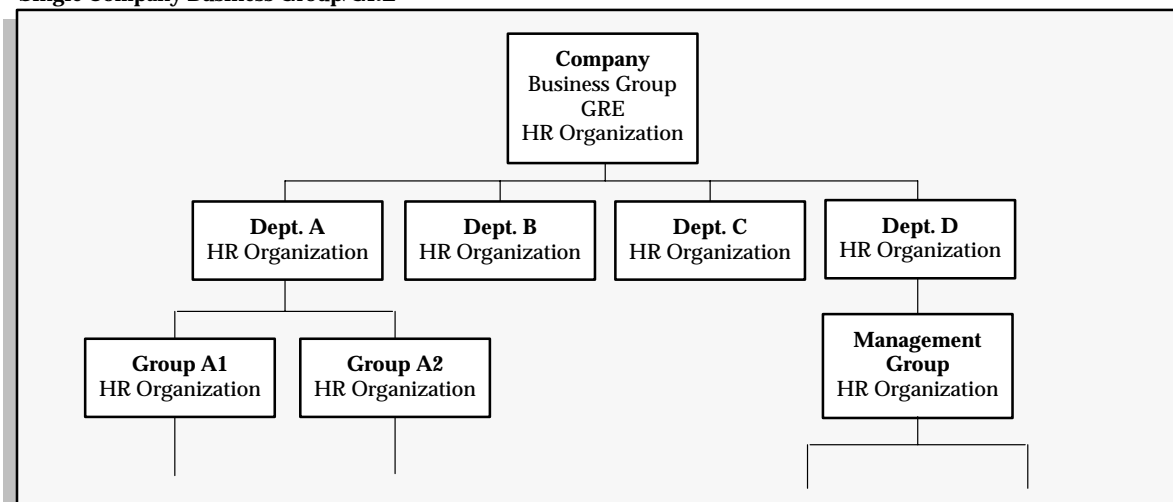 Single Company Business Group/GRE
Company
Business Group
GRE
HR Organization
Dept. A
HR Organization
Dept. B
HR Organization
Dept. C
HR Organization
Dept. D
HR Organization
Group A1
HR Organization
Group A2
HR Organization
Management
Group
HR Organization